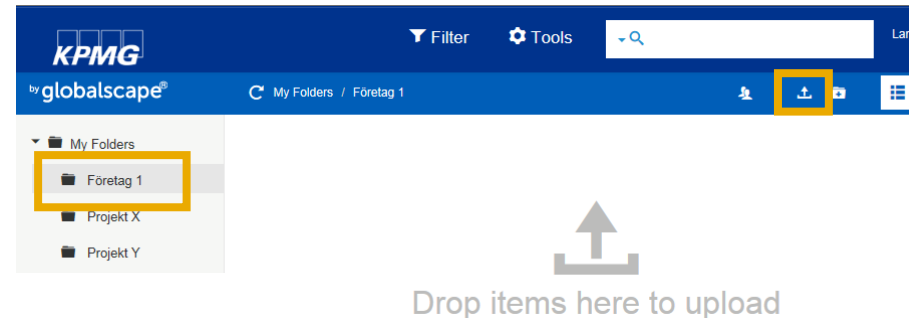 KPMG
Filter
Tools
by globalscape®
My Folders / Företag 1
My Folders
Företag 1
Projekt X
Projekt Y
Drop items here to upload